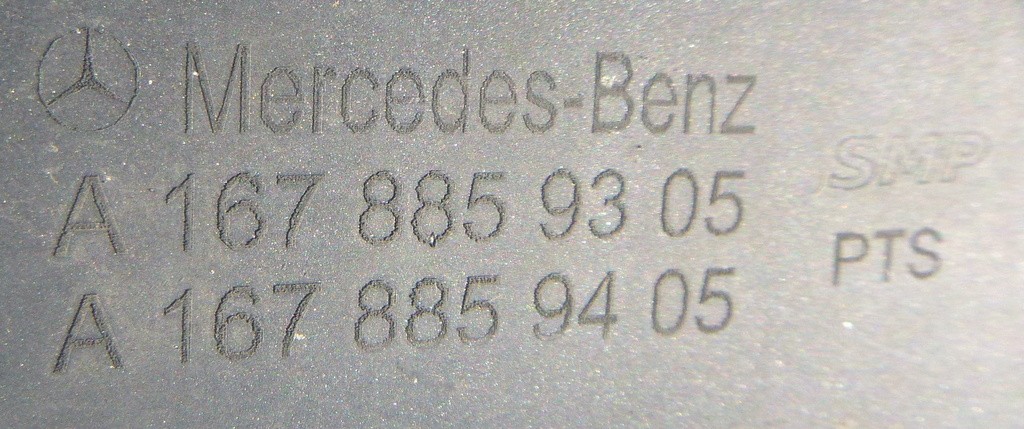 Mercedes-Benz
SMP
A 167 885 93 05
PTS
A 167 885 94 05